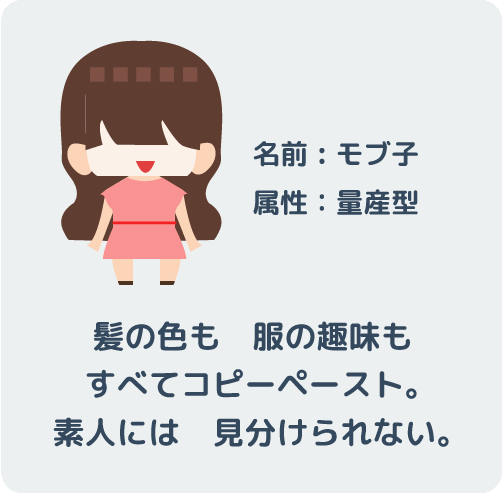 名前：モブ子
属性：量産型
髪の色も　服の趣味も
すべてコピーペースト。
素人には　見分けられない。